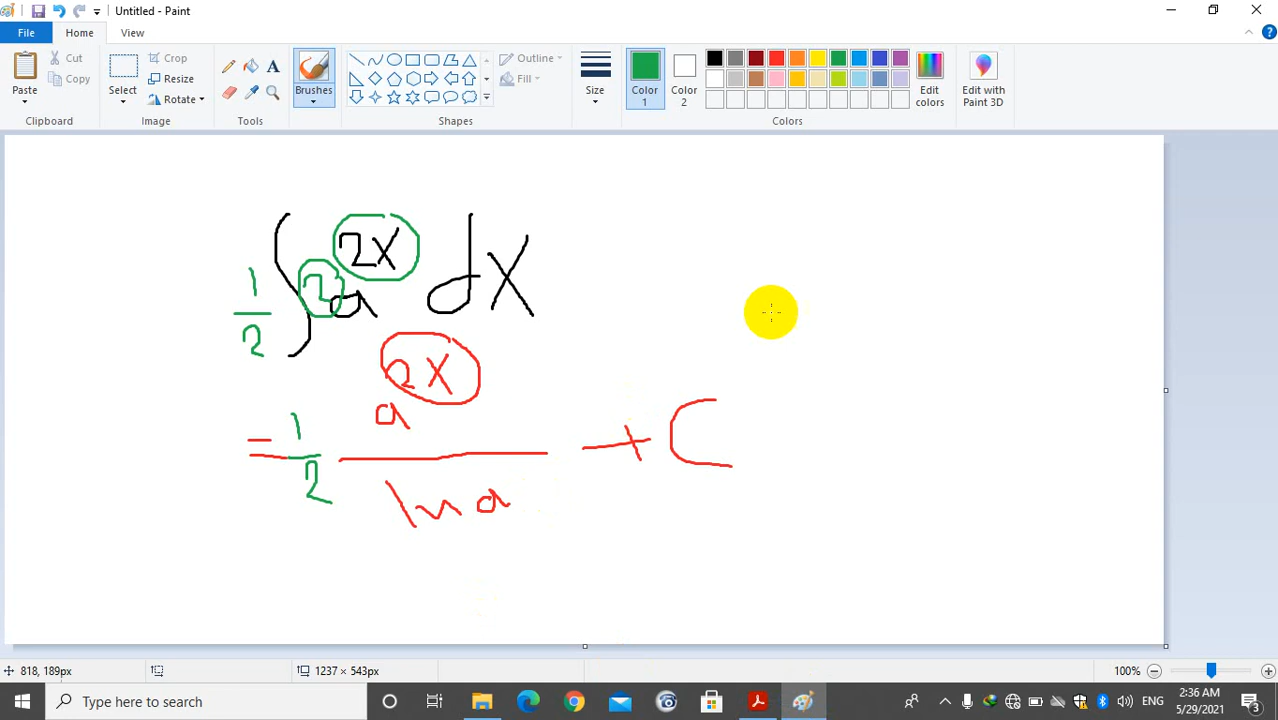 Untitled - Paint
File Home View
Paste
Cut
Copy
Clipboard
Select
Crop
Resize
Rotate
Image
Tools
Brushes
Outline
Fill
Shapes
Size
Color 1
Color 2
Edit colors
Colors
Edit with Paint 3D
1/2 ∫ 2 a^{2X} dX
= 1/2 a^{2X} / ln a + C
818, 189px
1237 × 543px
100%
Type here to search
ENG
2:36 AM
5/29/2021
3